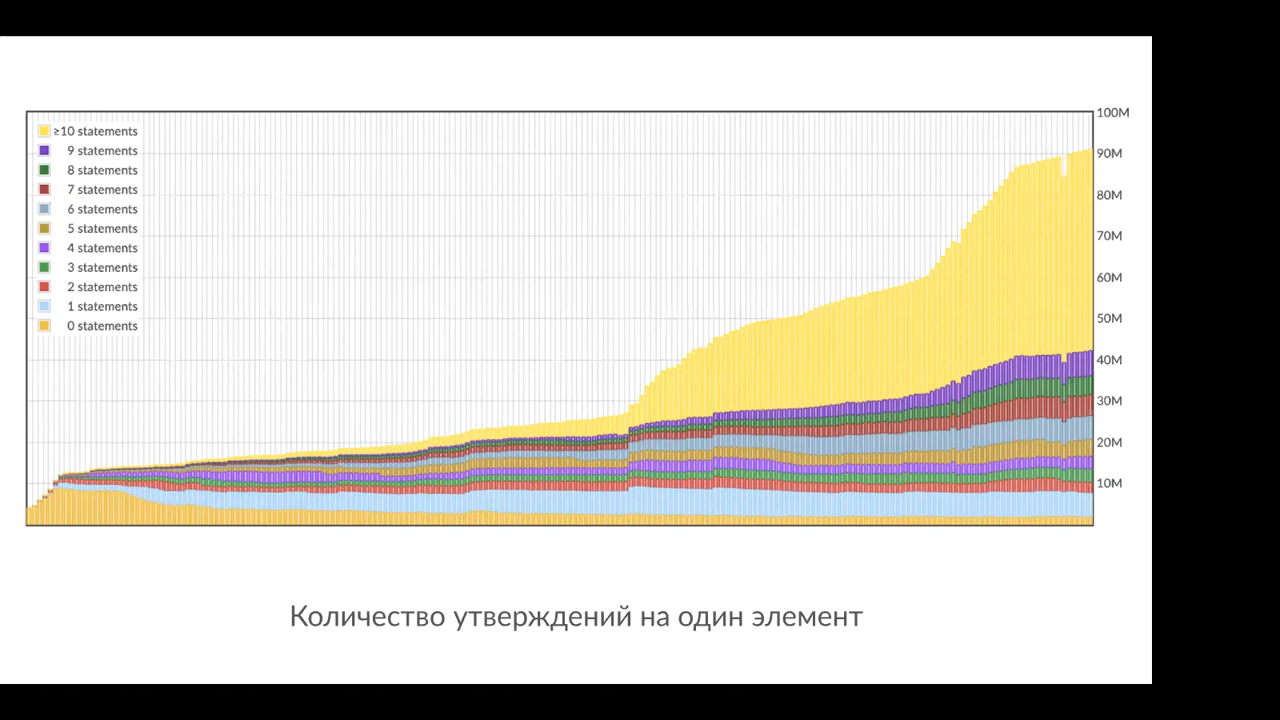 ≥10 statements
9 statements
8 statements
7 statements
6 statements
5 statements
4 statements
3 statements
2 statements
1 statements
0 statements
100M
90M
80M
70M
60M
50M
40M
30M
20M
10M
Количество утверждений на один элемент